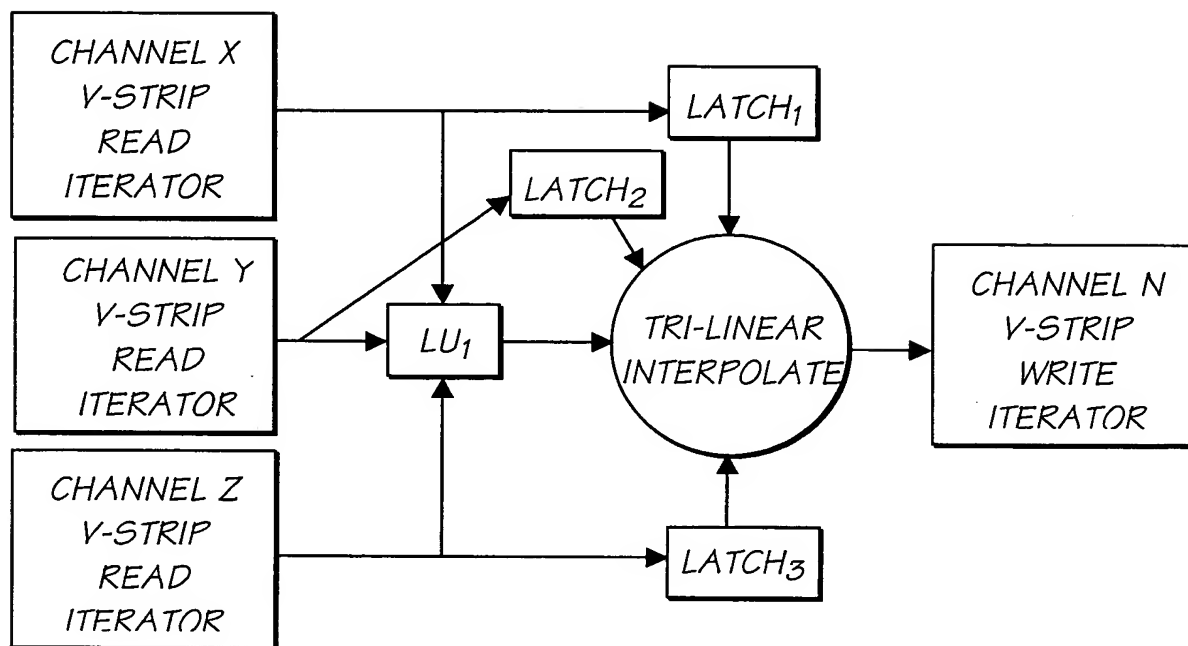 CHANNEL X
V-STRIP
READ
ITERATOR
LATCH₁
LATCH₂
CHANNEL Y
V-STRIP
READ
ITERATOR
LU₁
TRI-LINEAR
INTERPOLATE
CHANNEL N
V-STRIP
WRITE
ITERATOR
CHANNEL Z
V-STRIP
READ
ITERATOR
LATCH₃